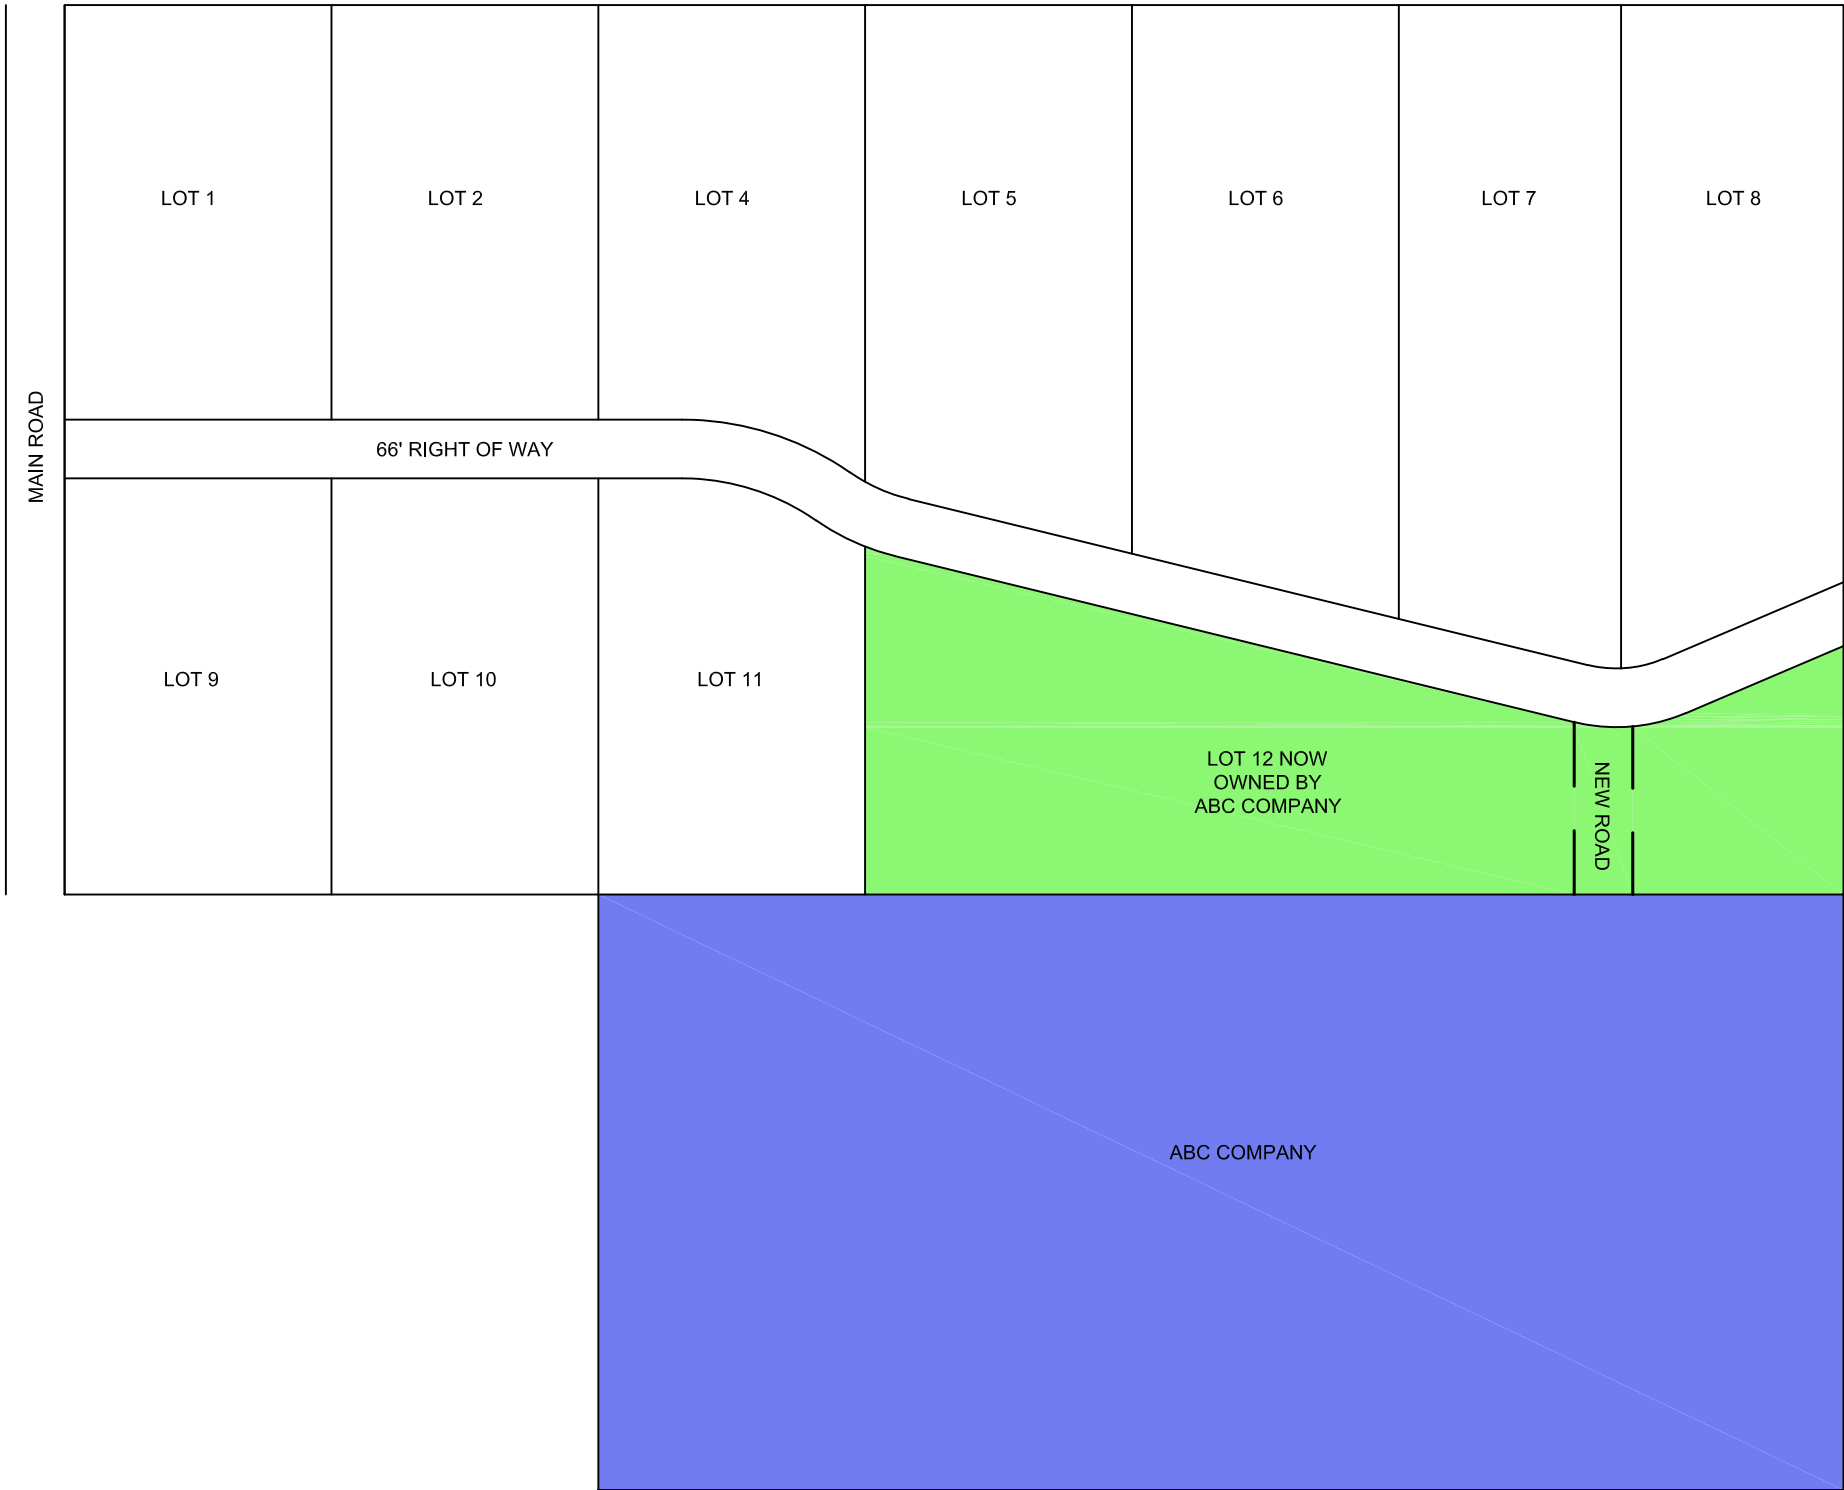 LOT 1
LOT 2
LOT 4
LOT 5
LOT 6
LOT 7
LOT 8
MAIN ROAD
66' RIGHT OF WAY
LOT 9
LOT 10
LOT 11
LOT 12 NOW
OWNED BY
ABC COMPANY
NEW ROAD
ABC COMPANY